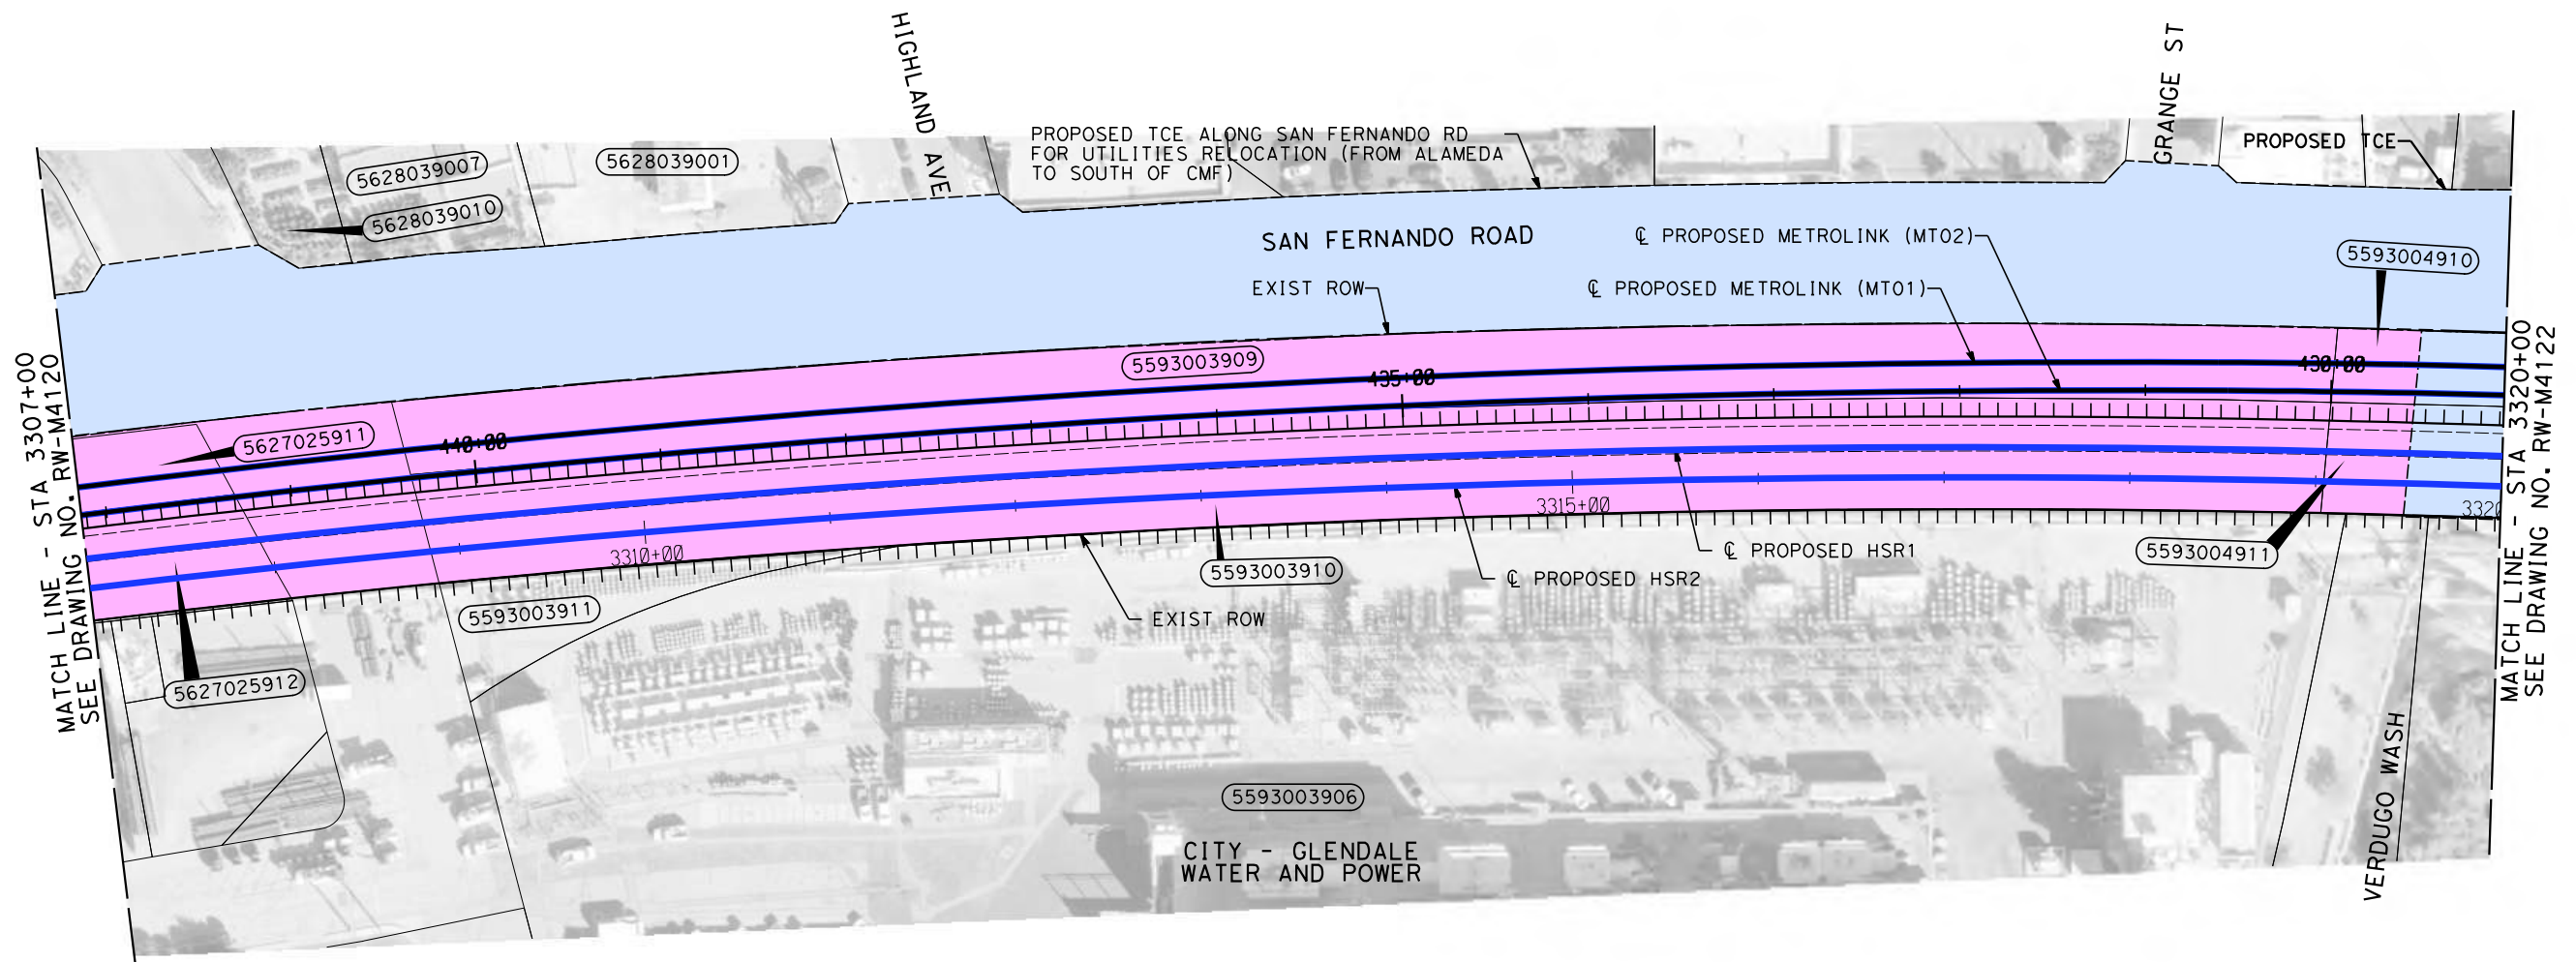 HIGHLAND AVE
GRANGE ST
PROPOSED TCE ALONG SAN FERNANDO RD
FOR UTILITIES RELOCATION (FROM ALAMEDA
TO SOUTH OF CMF)
PROPOSED TCE
5628039007
5628039001
5628039010
SAN FERNANDO ROAD
℄ PROPOSED METROLINK (MT02)
5593004910
EXIST ROW
℄ PROPOSED METROLINK (MT01)
MATCH LINE - STA 3307+00
SEE DRAWING NO. RW-M4120
5593003909
435+00
430+00
MATCH LINE - STA 3320+00
SEE DRAWING NO. RW-M4122
5627025911
440+00
3310+00
3315+00
3320
℄ PROPOSED HSR1
5593004911
5593003910
℄ PROPOSED HSR2
5593003911
EXIST ROW
5627025912
5593003906
CITY - GLENDALE
WATER AND POWER
VERDUGO WASH